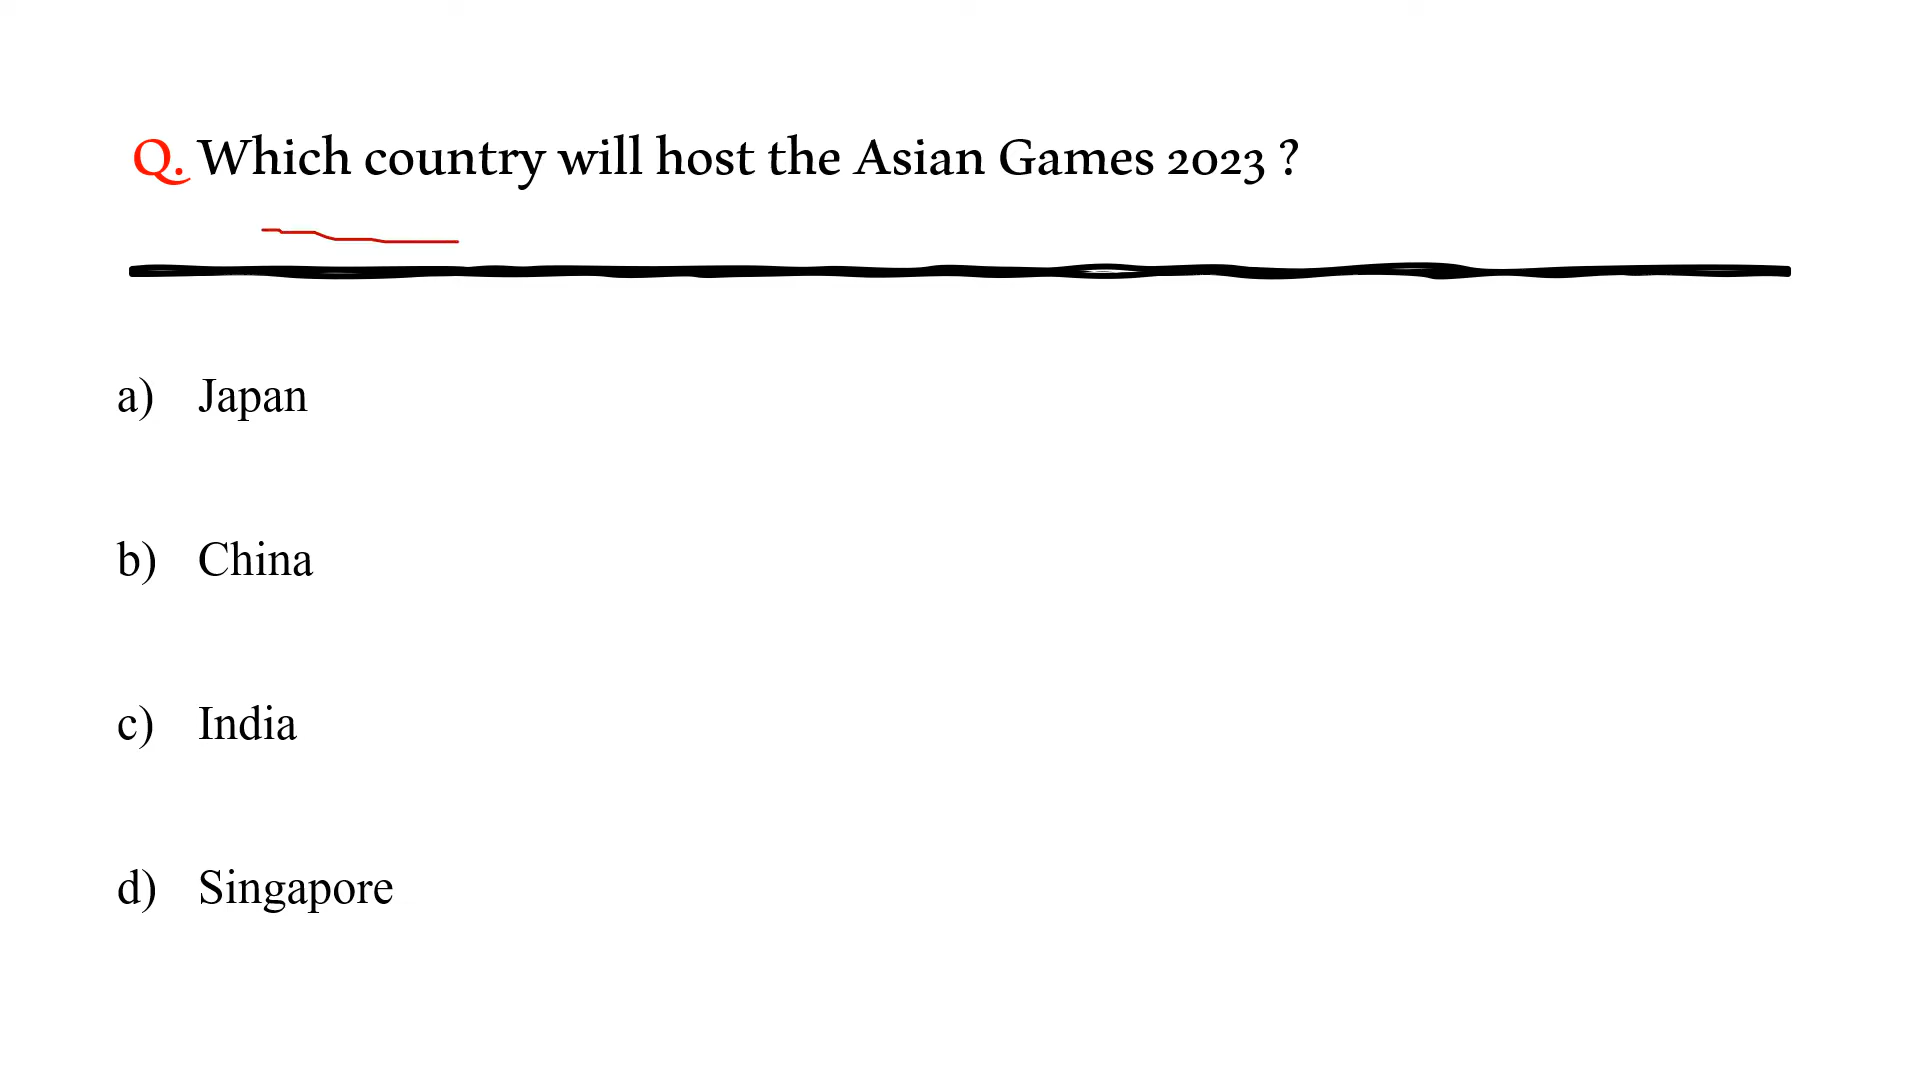 Q. Which country will host the Asian Games 2023 ?
a) Japan
b) China
c) India
d) Singapore